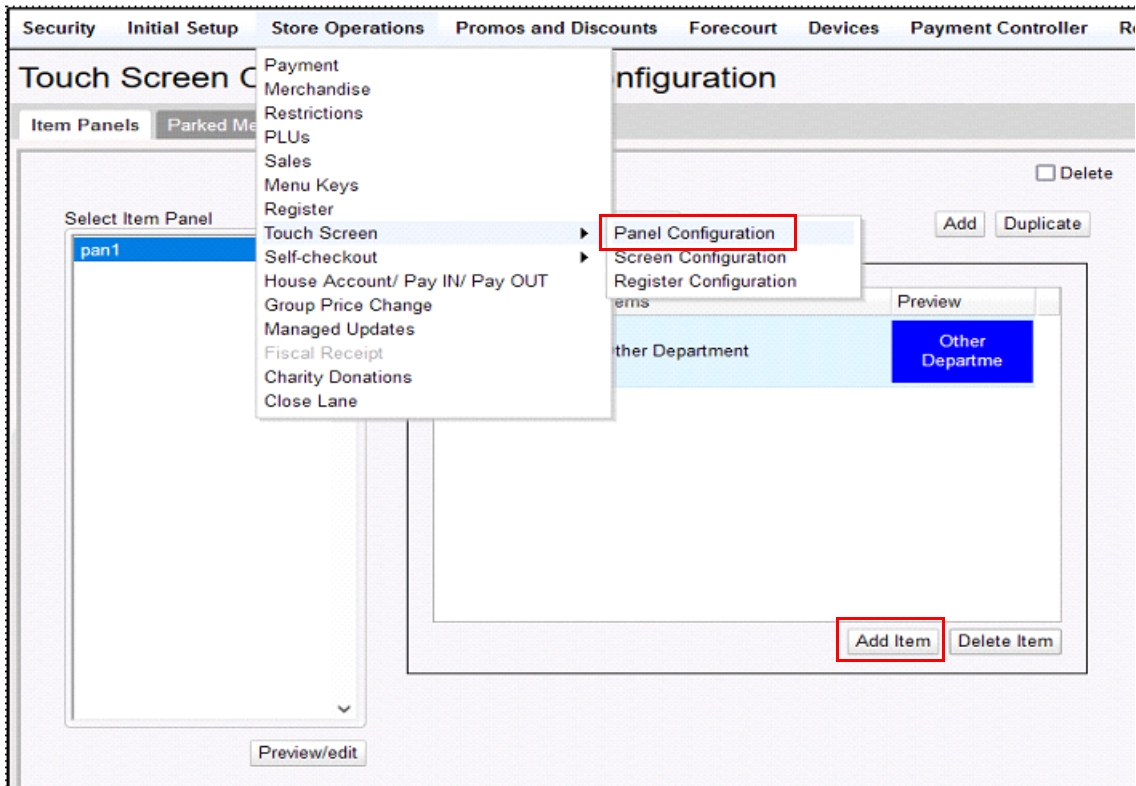 Security Initial Setup Store Operations Promos and Discounts Forecourt Devices Payment Controller
Touch Screen nfiguration
Item Panels Parked Me
Payment
Merchandise
Restrictions
PLUs
Sales
Menu Keys
Register
Touch Screen
Self-checkout
House Account/ Pay IN/ Pay OUT
Group Price Change
Managed Updates
Fiscal Receipt
Charity Donations
Close Lane
Panel Configuration
Screen Configuration
Register Configuration
Delete
Select Item Panel
Add Duplicate
pan1
ems Preview
ther Department
Other
Departme
Add Item Delete Item
Preview/edit